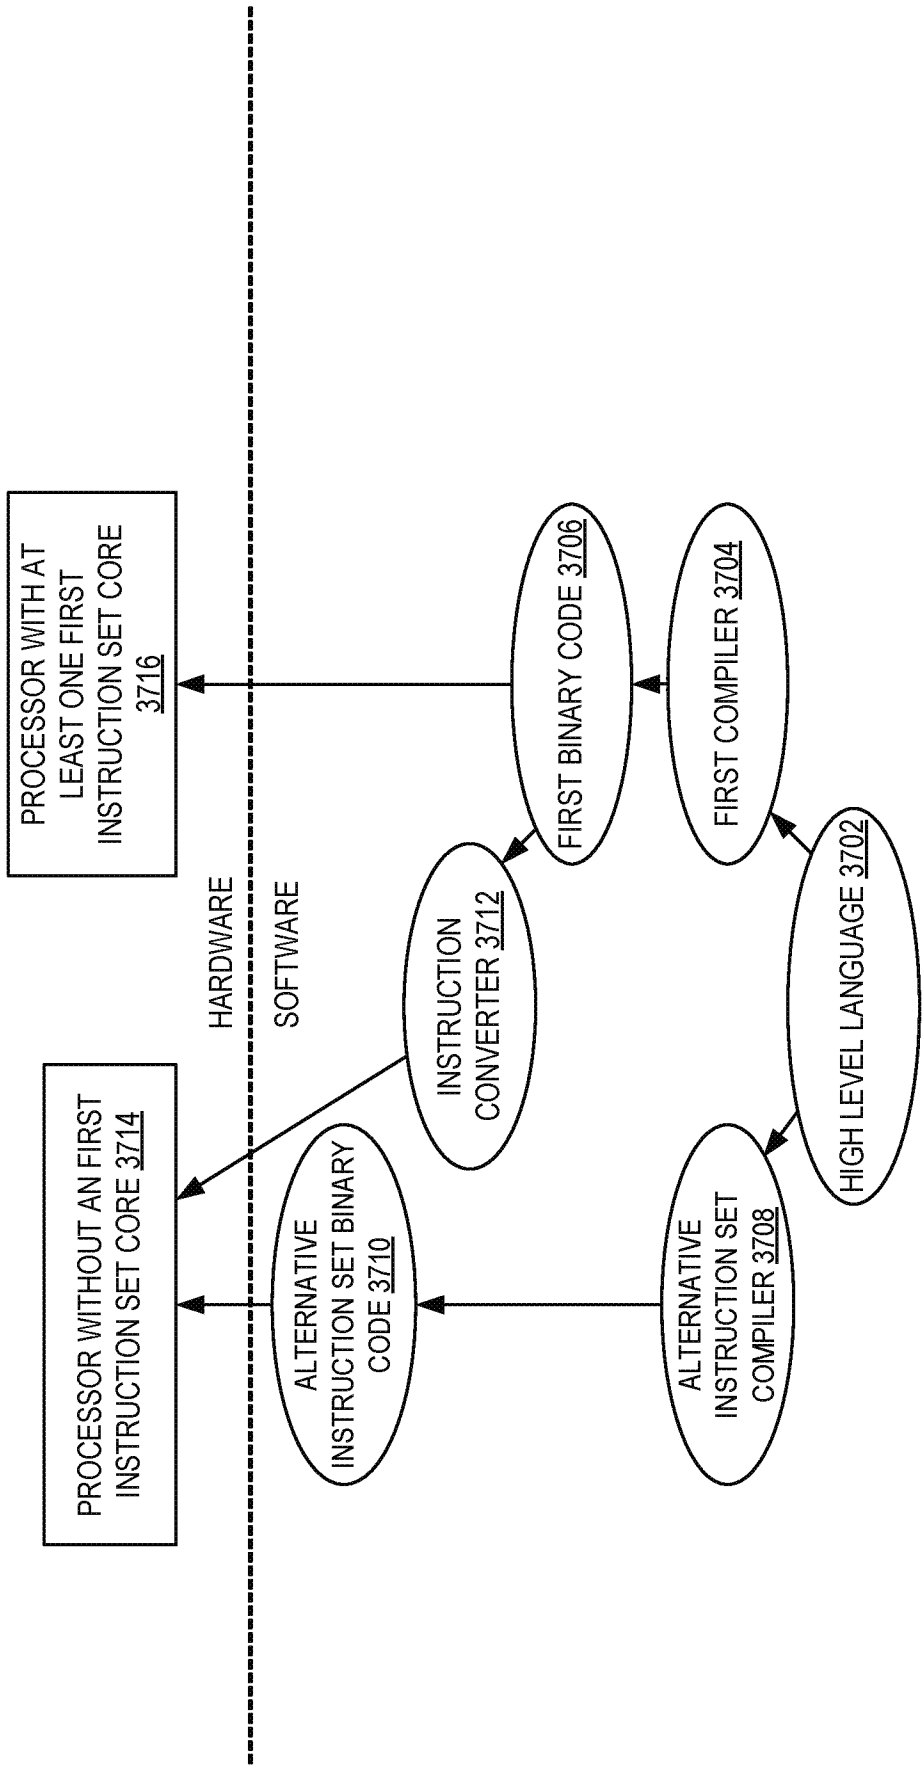 PROCESSOR WITHOUT AN FIRST
INSTRUCTION SET CORE 3714
PROCESSOR WITH AT
LEAST ONE FIRST
INSTRUCTION SET CORE
3716
HARDWARE
SOFTWARE
ALTERNATIVE
INSTRUCTION SET BINARY
CODE 3710
INSTRUCTION
CONVERTER 3712
FIRST BINARY CODE 3706
ALTERNATIVE
INSTRUCTION SET
COMPILER 3708
FIRST COMPILER 3704
HIGH LEVEL LANGUAGE 3702